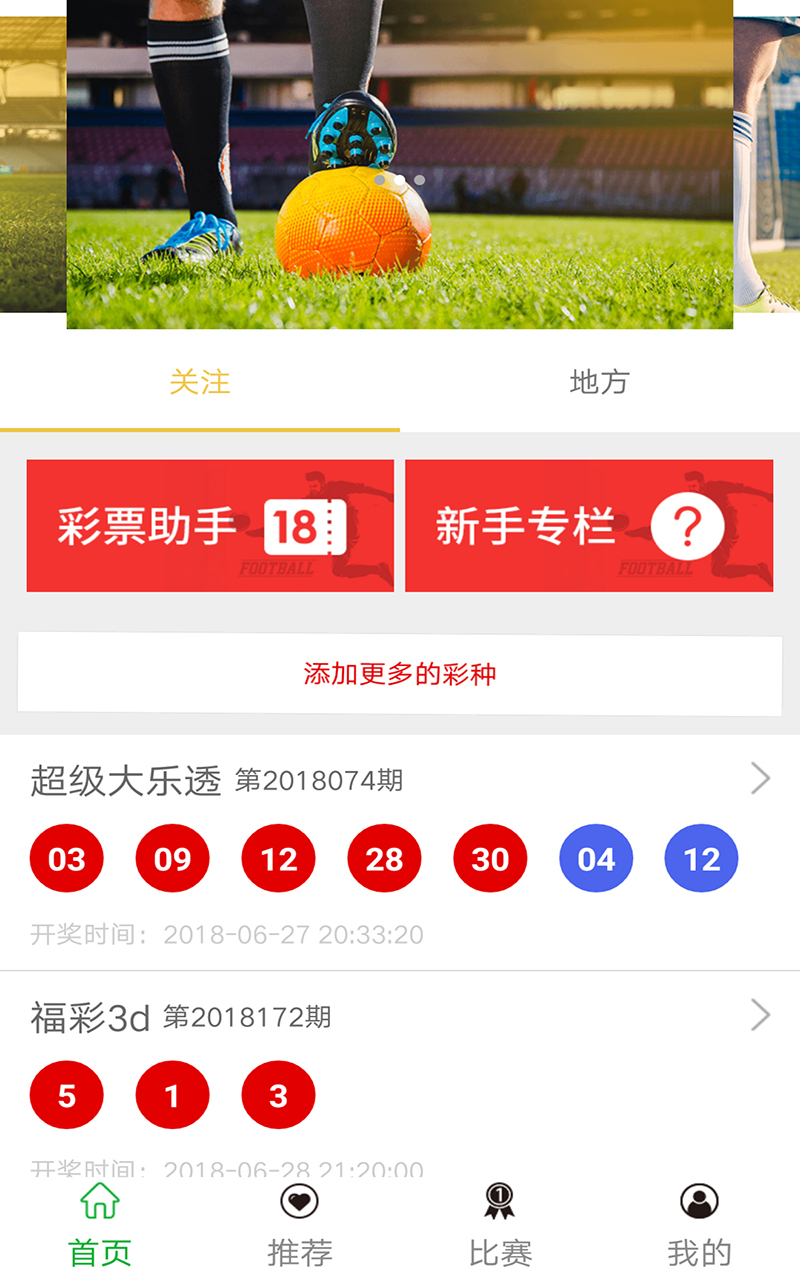 关注 地方
彩票助手 18 新手专栏 ?
FOOTBALL FOOTBALL
添加更多的彩种
超级大乐透 第2018074期
03 09 12 28 30 04 12
开奖时间：2018-06-27 20:33:20
福彩3d 第2018172期
5 1 3
开奖时间：2018-06-28 21:20:00
1
首页 推荐 比赛 我的